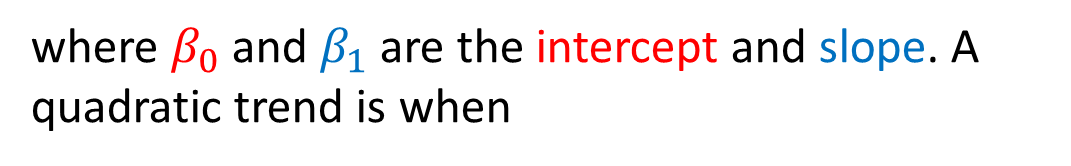 where β₀ and β₁ are the intercept and slope. A
quadratic trend is when